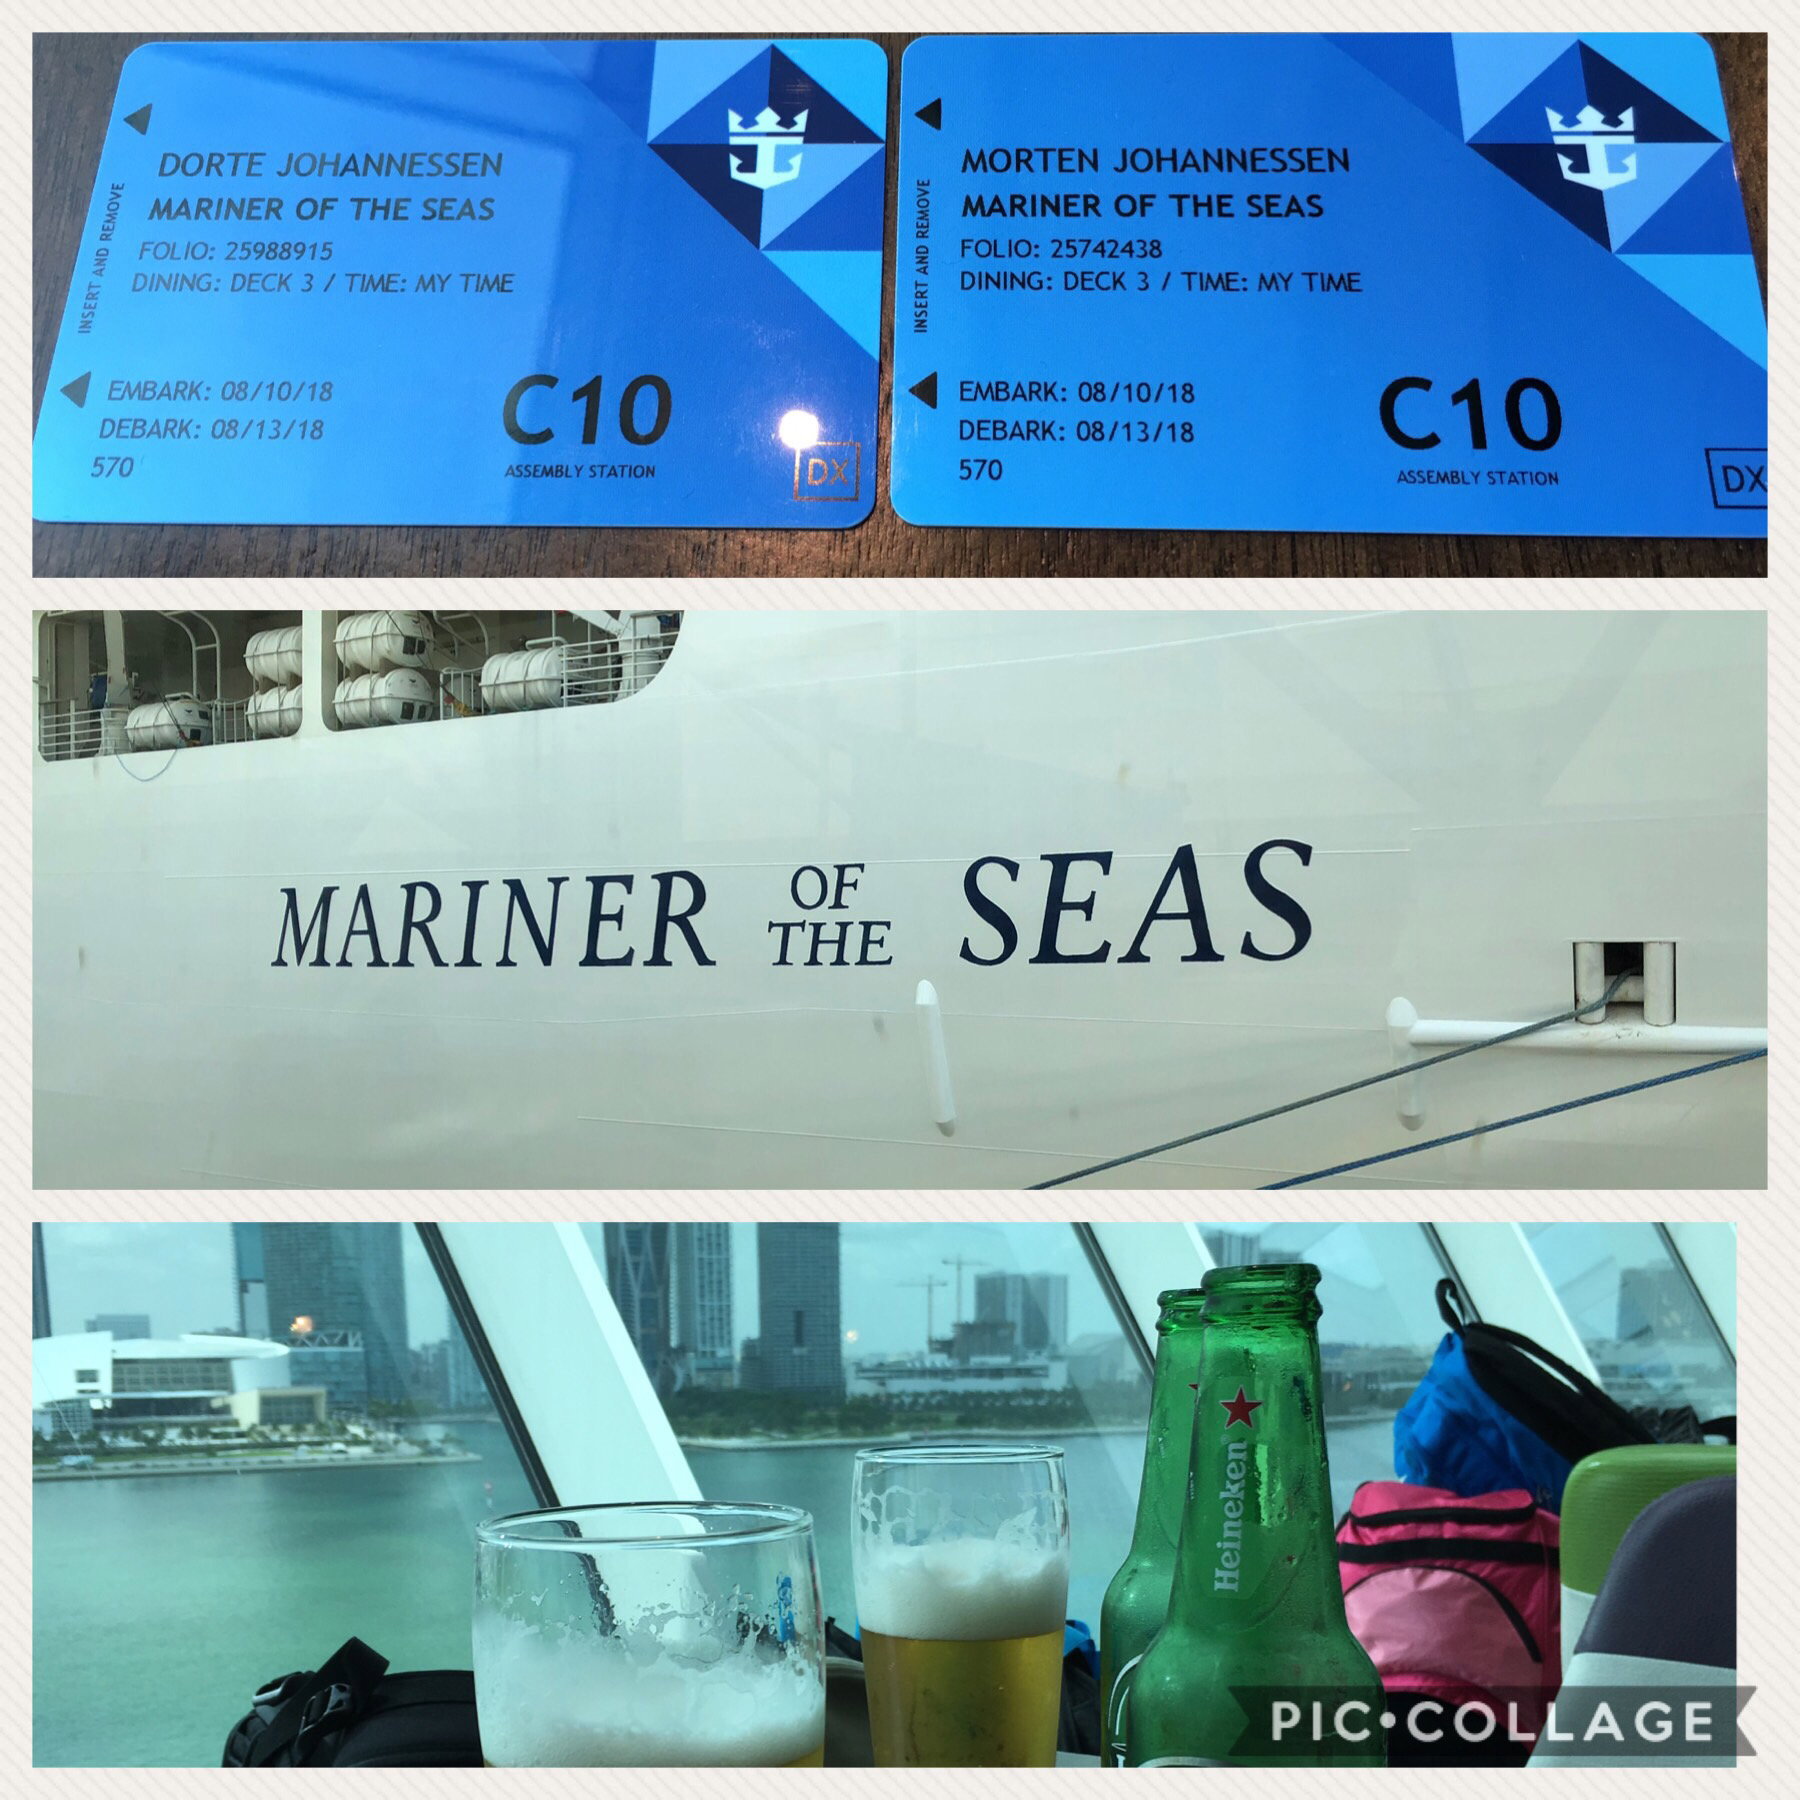 DORTE JOHANNESSEN
MARINER OF THE SEAS
FOLIO: 25988915
DINING: DECK 3 / TIME: MY TIME
INSERT AND REMOVE
EMBARK: 08/10/18
DEBARK: 08/13/18
570
C10
ASSEMBLY STATION
DX
MORTEN JOHANNESSEN
MARINER OF THE SEAS
FOLIO: 25742438
DINING: DECK 3 / TIME: MY TIME
INSERT AND REMOVE
EMBARK: 08/10/18
DEBARK: 08/13/18
570
C10
ASSEMBLY STATION
DX
MARINER OF THE SEAS
Heineken
PIC•COLLAGE